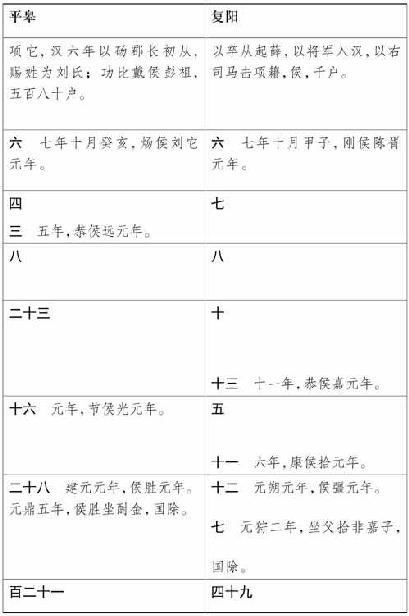 平皋 复阳
项它，汉六年以砀郡长初从，
赐姓为刘氏；功比戴侯彭祖，
五百八十户。
以卒从起薛，以将军入汉，以右
司马击项籍，侯，千户。
六 七年十月癸亥，炀侯刘它
元年。
六 七年十月甲子，刚侯陈胥
元年。
四
三 五年，恭侯远元年。
七
八
八
二十三
十
十三 十一年，恭侯嘉元年。
十六 元年，节侯光元年。
五
十一 六年，康侯拾元年。
二十八 建元元年，侯胜元年。
元鼎五年，侯胜坐酎金，国除。
十二 元朔元年，侯彊元年。
七 元狩二年，坐父拾非嘉子，
国除。
百二十一
四十九